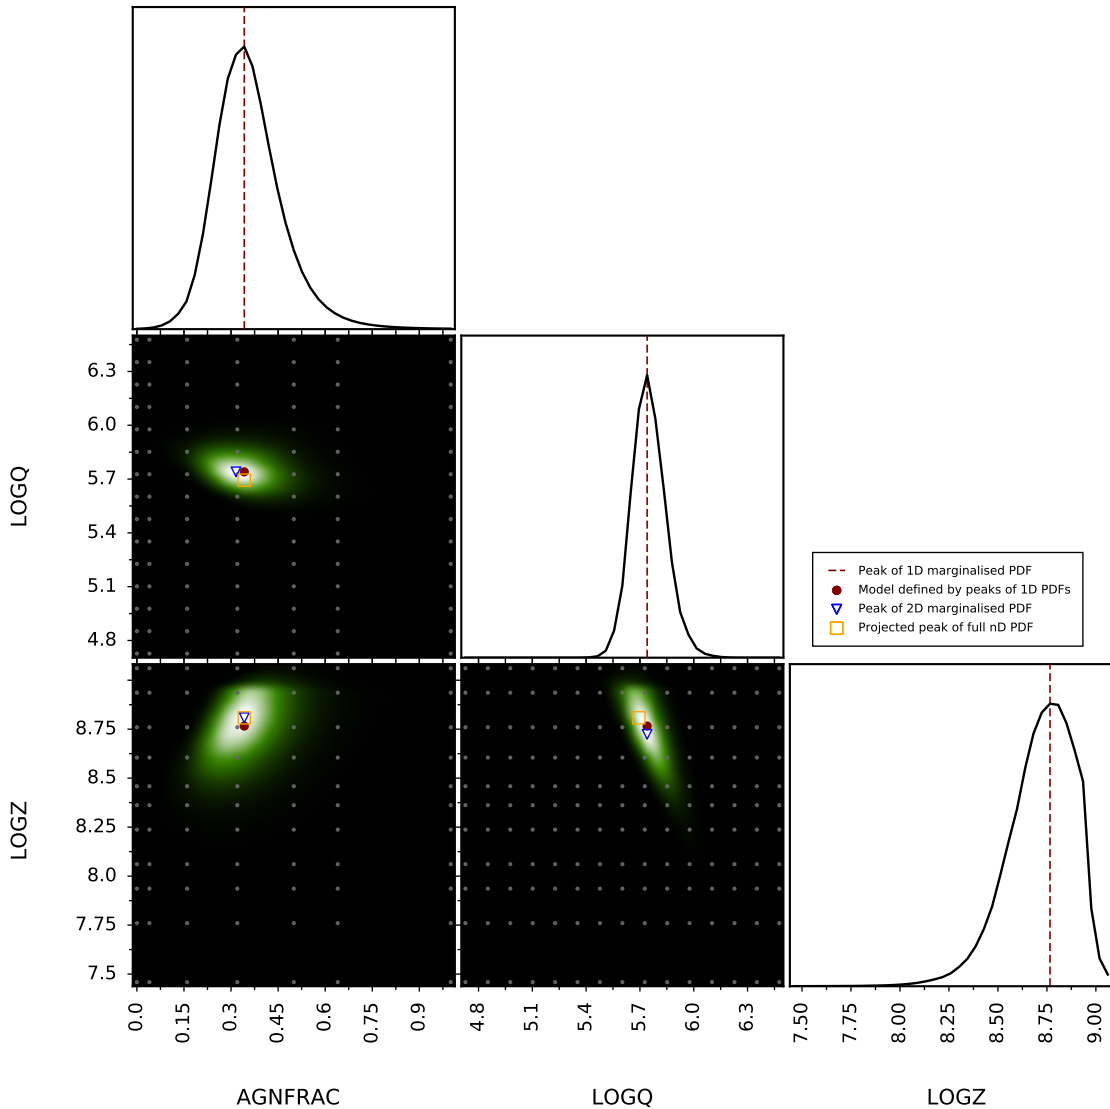 6.3
6.0
5.7
5.4
5.1
4.8
LOGQ
Peak of 1D marginalised PDF
Model defined by peaks of 1D PDFs
Peak of 2D marginalised PDF
Projected peak of full nD PDF
8.75
8.5
8.25
8.0
7.75
7.5
LOGZ
0.0 0.15 0.3 0.45 0.6 0.75 0.9
4.8 5.1 5.4 5.7 6.0 6.3
7.50 7.75 8.00 8.25 8.50 8.75 9.00
AGNFRAC LOGQ LOGZ